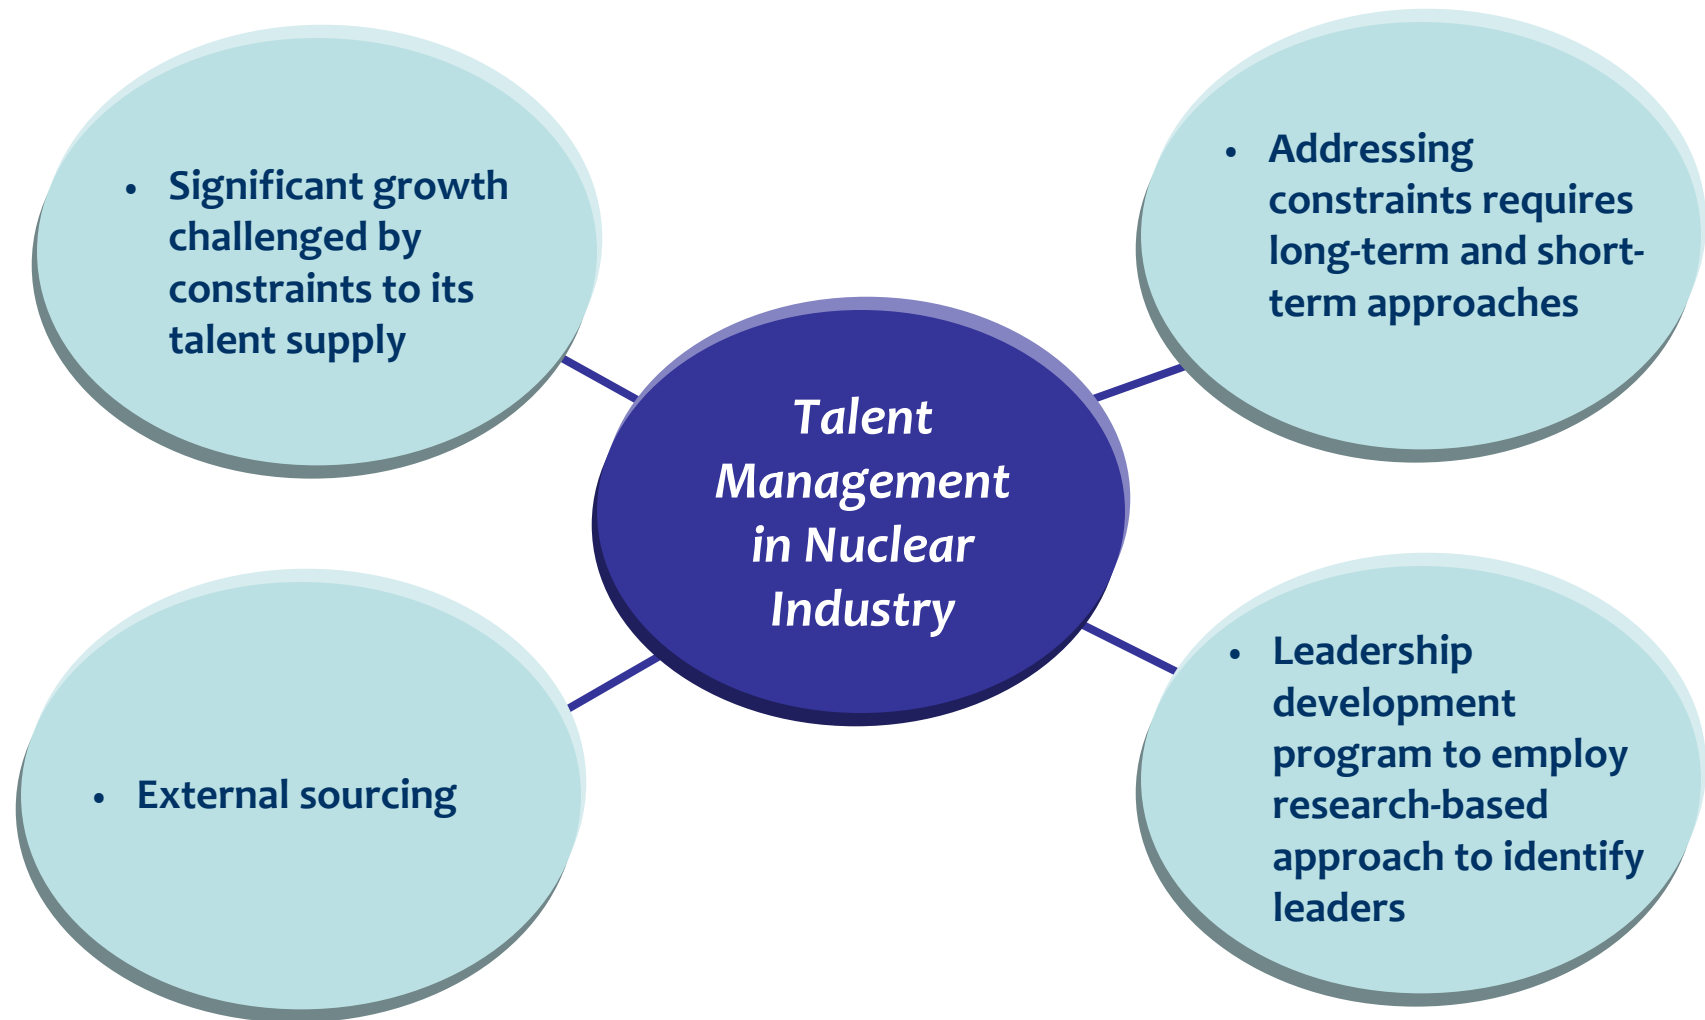 • Significant growth
challenged by
constraints to its
talent supply
• Addressing
constraints requires
long-term and short-
term approaches
Talent
Management
in Nuclear
Industry
• External sourcing
• Leadership
development
program to employ
research-based
approach to identify
leaders